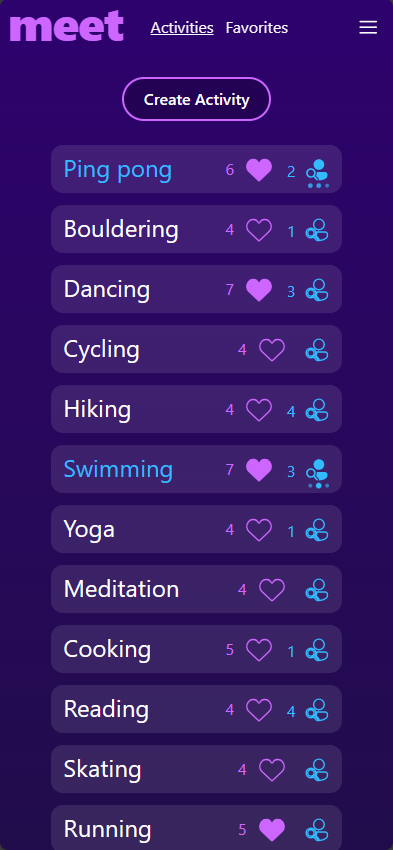 meet Activities Favorites
Create Activity
Ping pong 6 2
Bouldering 4 1
Dancing 7 3
Cycling 4
Hiking 4 4
Swimming 7 3
Yoga 4 1
Meditation 4
Cooking 5 1
Reading 4 4
Skating 4
Running 5